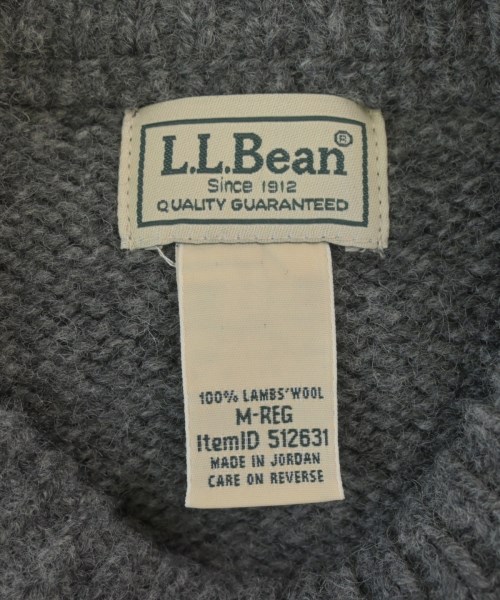 L.L.Bean®
Since 1912
QUALITY GUARANTEED
100% LAMBS' WOOL
M-REG
ItemID 512631
MADE IN JORDAN
CARE ON REVERSE